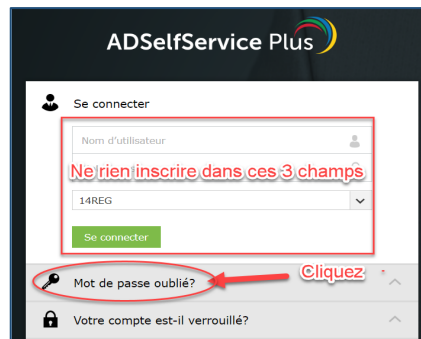 ADSelfService Plus
Se connecter
Nom d'utilisateur
Ne rien inscrire dans ces 3 champs
14REG
Se connecter
Mot de passe oublié?
Cliquez
Votre compte est-il verrouillé?